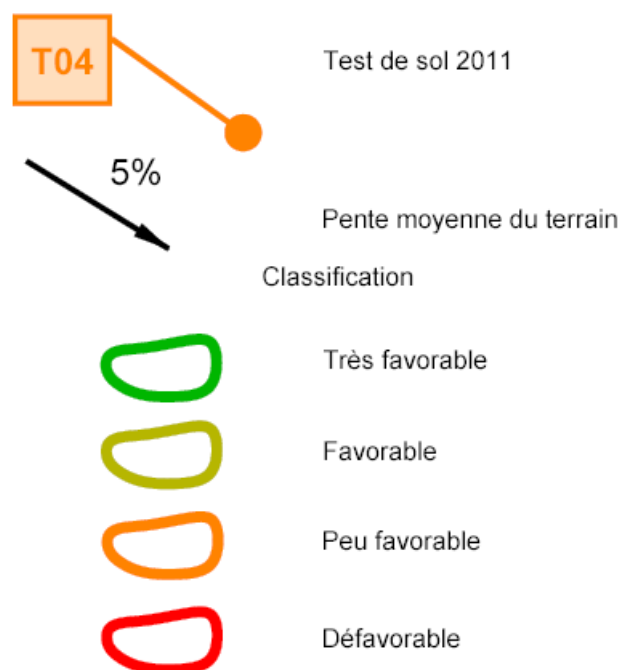 T04
Test de sol 2011
5%
Pente moyenne du terrain
Classification
Très favorable
Favorable
Peu favorable
Défavorable